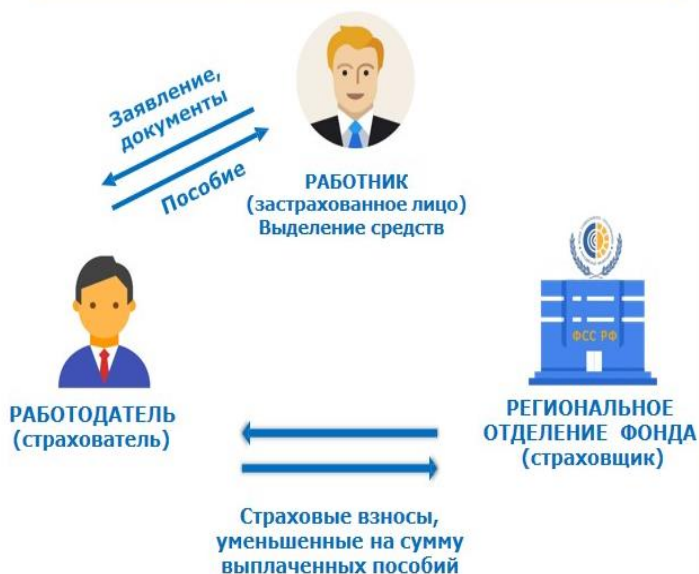 Заявление,
документы
Пособие
РАБОТНИК
(застрахованное лицо)
Выделение средств
ФСС РФ
РАБОТОДАТЕЛЬ
(страхователь)
РЕГИОНАЛЬНОЕ
ОТДЕЛЕНИЕ ФОНДА
(страховщик)
Страховые взносы,
уменьшенные на сумму
выплаченных пособий